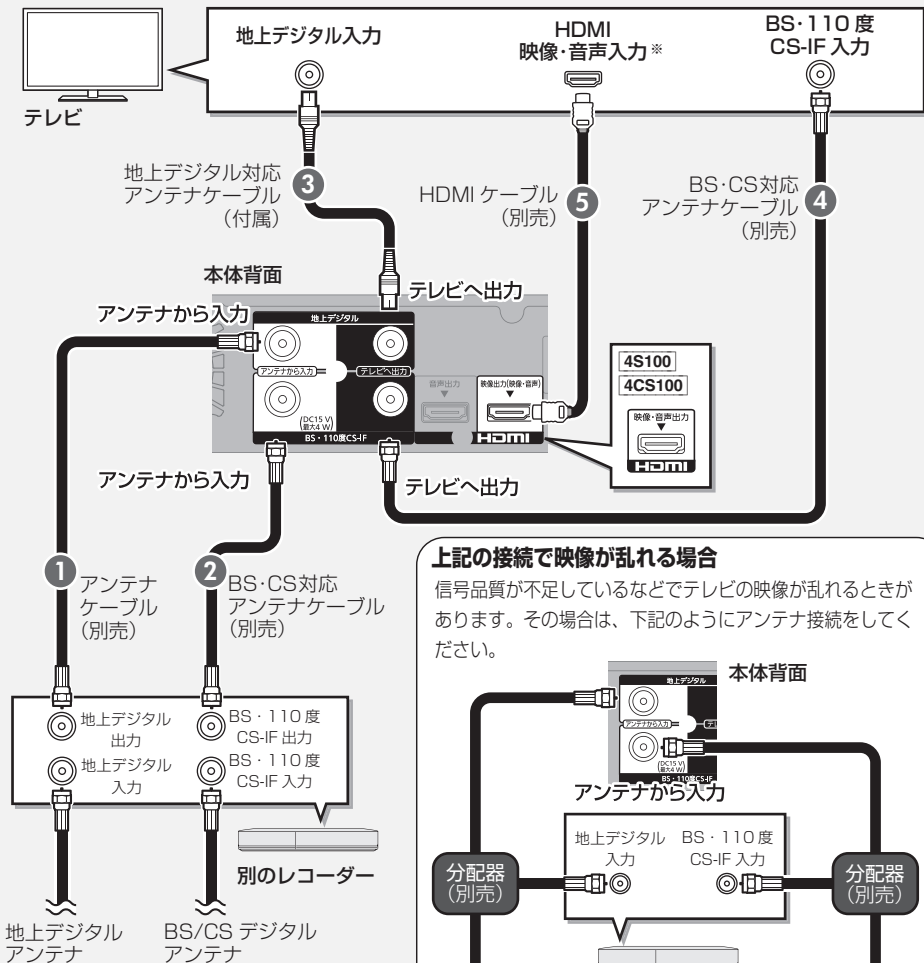 地上デジタル入力
HDMI
映像・音声入力※
BS・110度
CS-IF入力
テレビ
地上デジタル対応
アンテナケーブル
（付属）
3
HDMI ケーブル
（別売）
5
BS・CS対応
アンテナケーブル
（別売）
4
本体背面
テレビへ出力
アンテナから入力
地上デジタル
アンテナから入力
テレビへ出力
(DC15 V
最大4 W)
BS・110度CS-IF
音声出力
映像出力(映像・音声)
HDMI
4S100
4CS100
映像・音声出力
HDMI
アンテナから入力
テレビへ出力
1
アンテナ
ケーブル
（別売）
2
BS・CS対応
アンテナケーブル
（別売）
地上デジタル
出力
BS・110度
CS-IF 出力
地上デジタル
入力
BS・110度
CS-IF 入力
別のレコーダー
地上デジタル
アンテナ
BS/CS デジタル
アンテナ
上記の接続で映像が乱れる場合
信号品質が不足しているなどでテレビの映像が乱れるときが
あります。その場合は、下記のようにアンテナ接続をしてく
ださい。
本体背面
地上デジタル
アンテナから入力
テレ
(DC15 V
最大4 W)
BS・110度CS-IF
アンテナから入力
地上デジタル
入力
BS・110度
CS-IF 入力
分配器
（別売）
分配器
（別売）